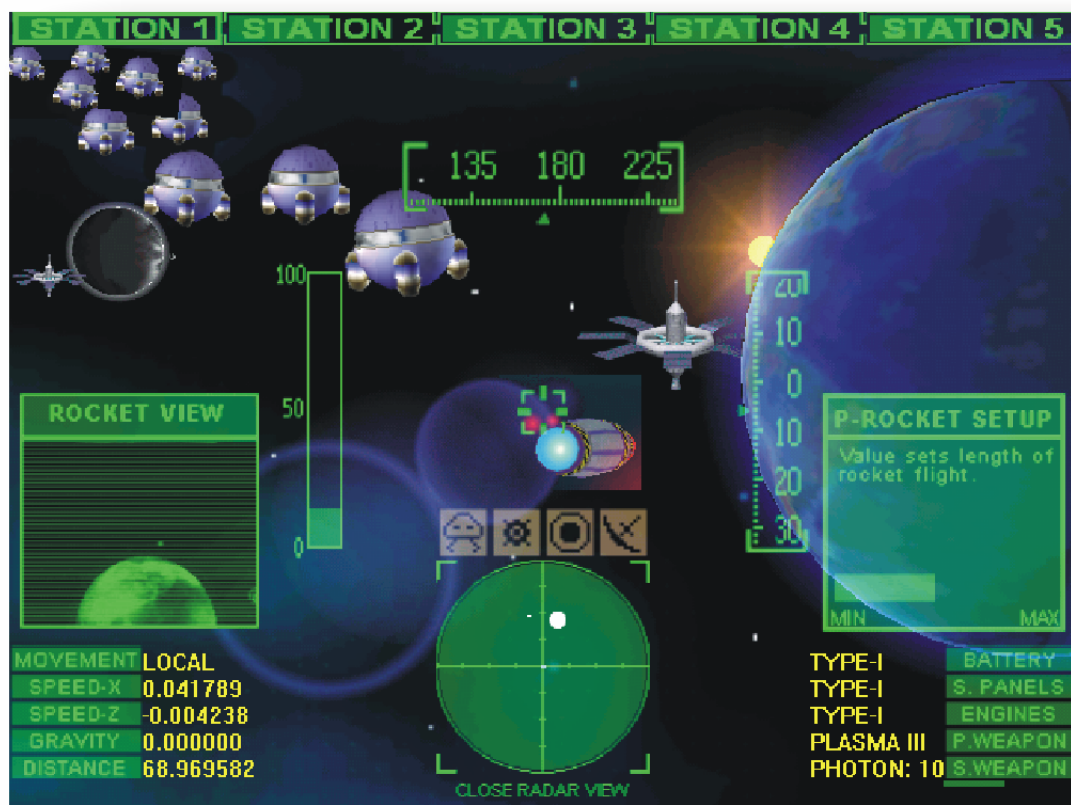 STATION 1 STATION 2 STATION 3 STATION 4 STATION 5
135 180 225
100
50
0
20
10
0
10
20
30
ROCKET VIEW
P-ROCKET SETUP
Value sets length of
rocket flight.
MIN MAX
MOVEMENT LOCAL
SPEED-X 0.041789
SPEED-Z -0.004238
GRAVITY 0.000000
DISTANCE 68.969582
CLOSE RADAR VIEW
TYPE-I BATTERY
TYPE-I S. PANELS
TYPE-I ENGINES
PLASMA III P.WEAPON
PHOTON: 10 S.WEAPON